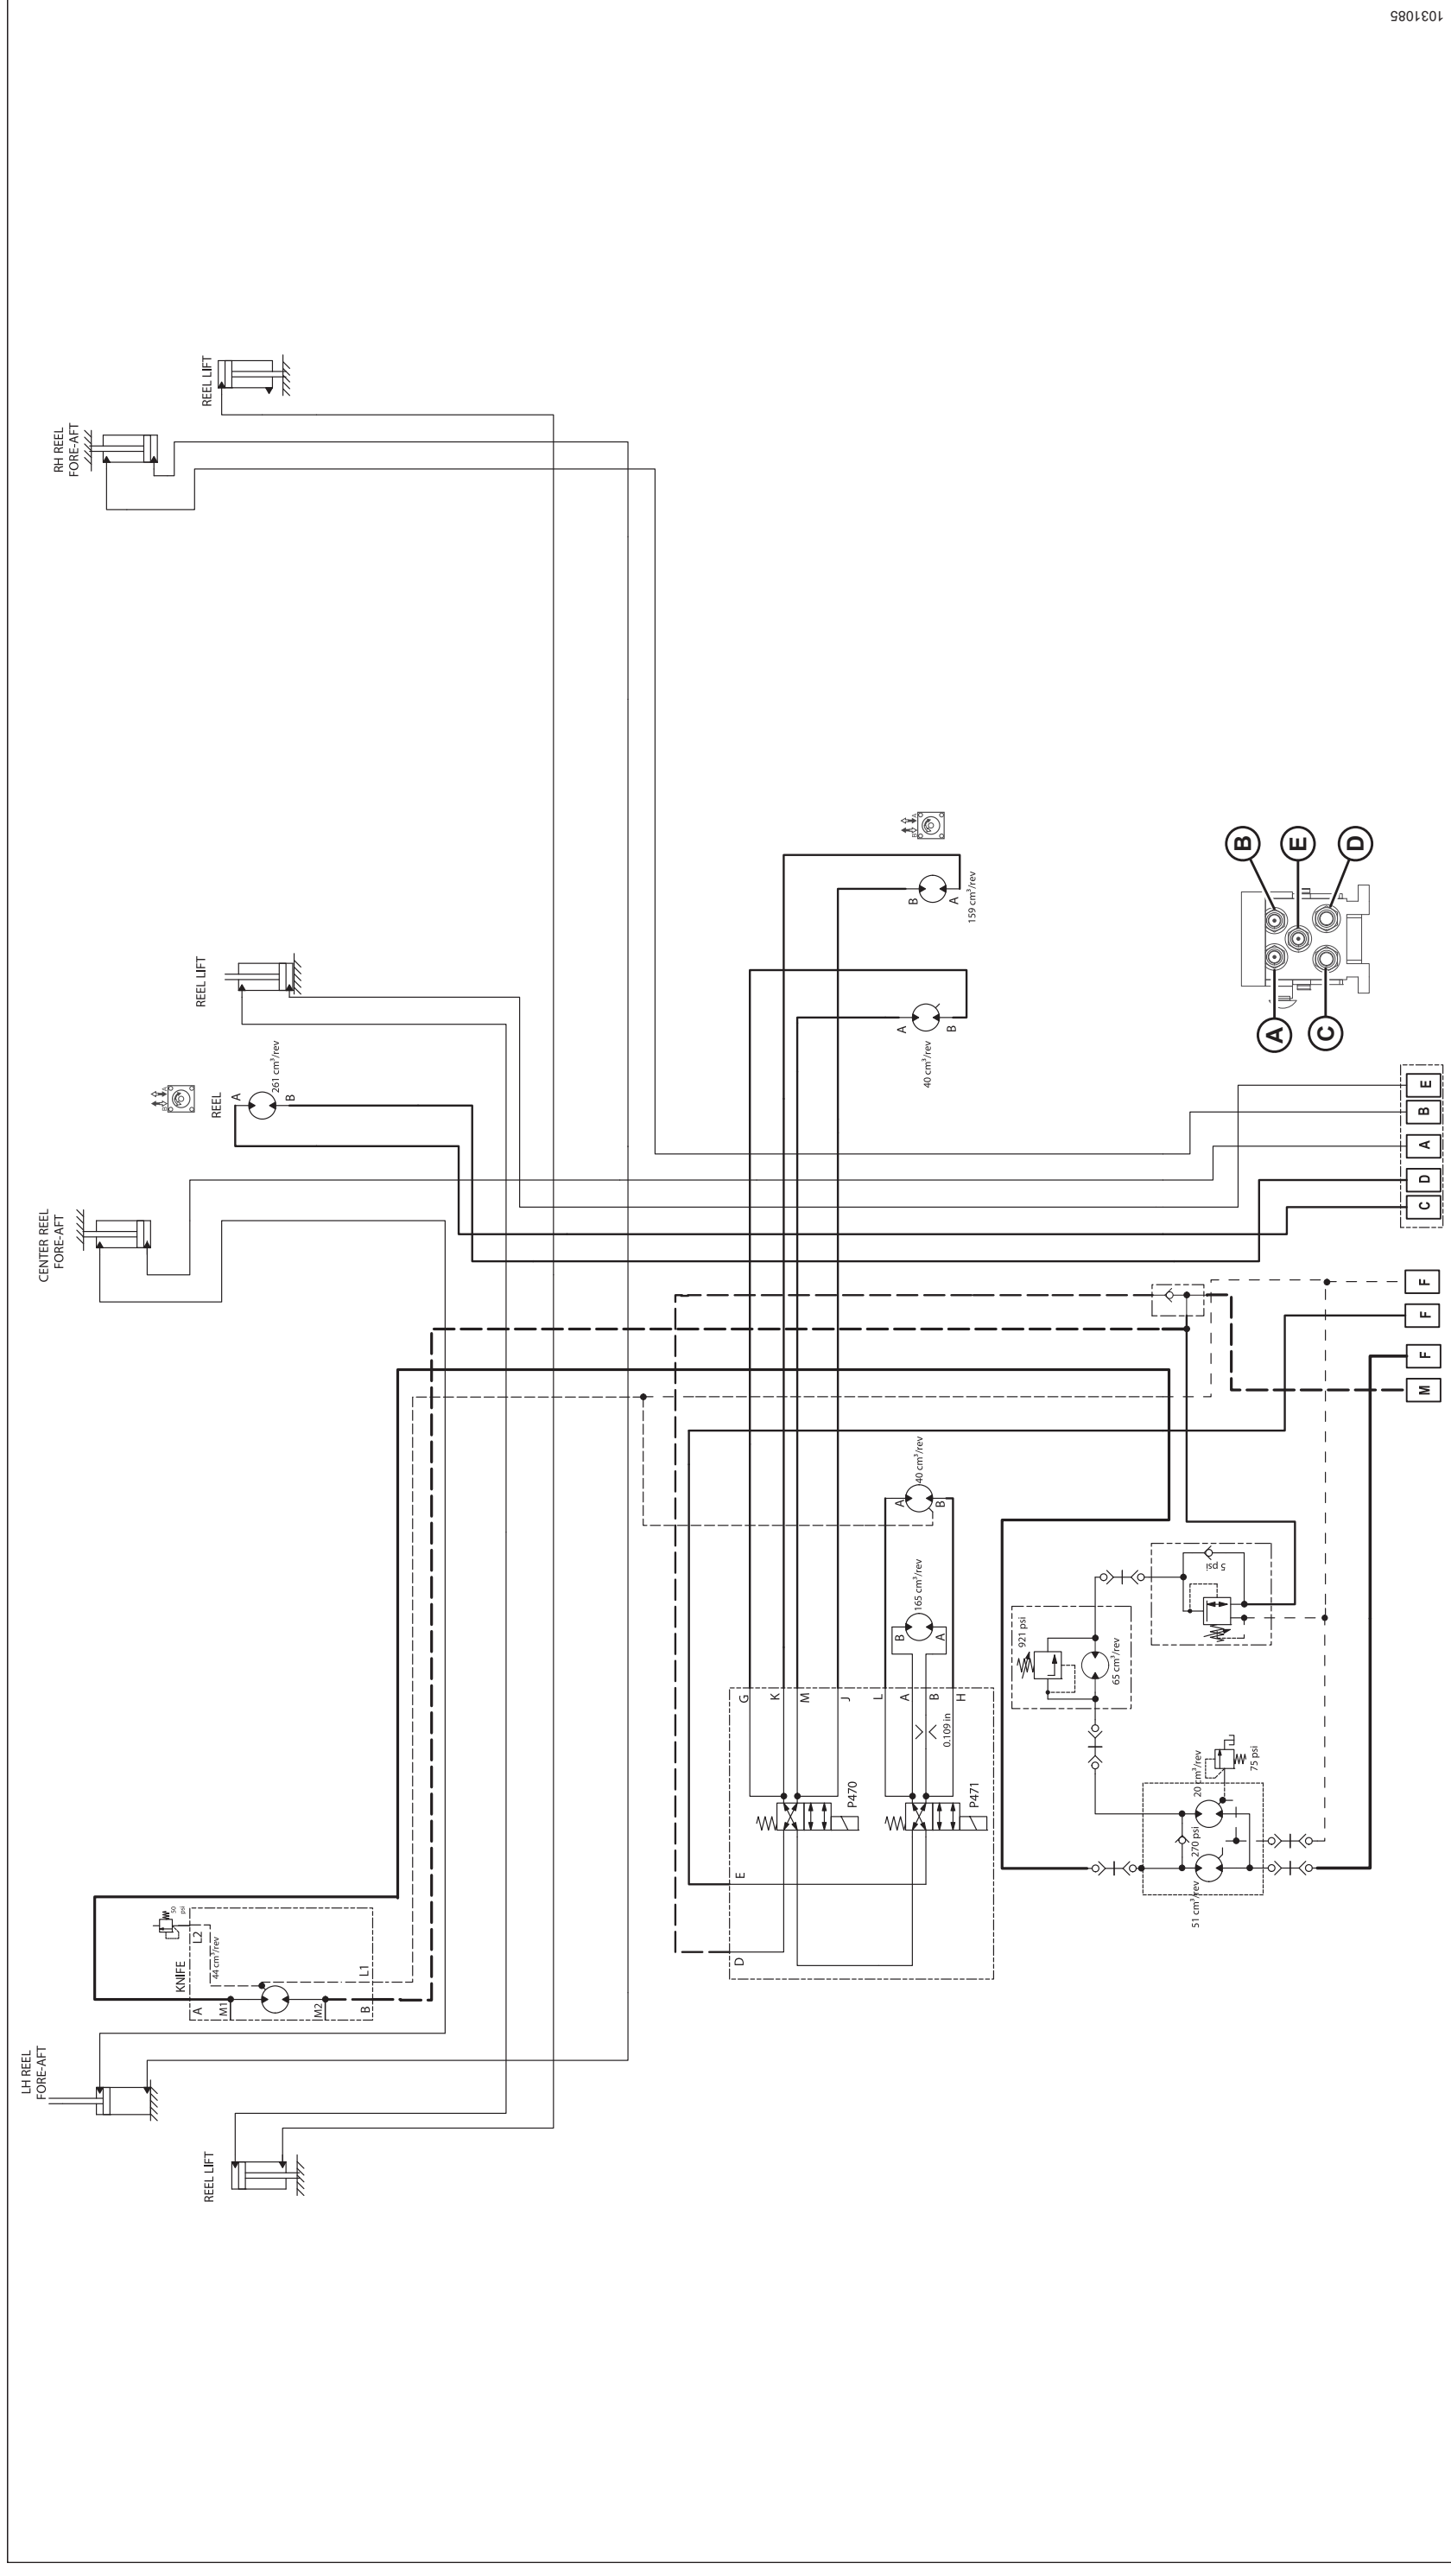 1031085
REEL LIFT
RH REEL
FORE-AFT
B
A
B
E
D
A
C
B
A
159 cm³/rev
REEL LIFT
A
B
40 cm³/rev
B
A
REEL
A
B
261 cm³/rev
CENTER REEL
FORE-AFT
E
B
A
D
C
F
F
F
M
40 cm³/rev
A
B
165 cm³/rev
B
A
5 psi
921 psi
65 cm³/rev
G
K
M
J
L
A
B
H
0.109 in
P470
P471
E
D
20 cm³/rev
75 psi
270 psi
51 cm³/rev
KNIFE
50
psi
L2
44 cm³/rev
L1
A
M1
M2
B
LH REEL
FORE-AFT
REEL LIFT